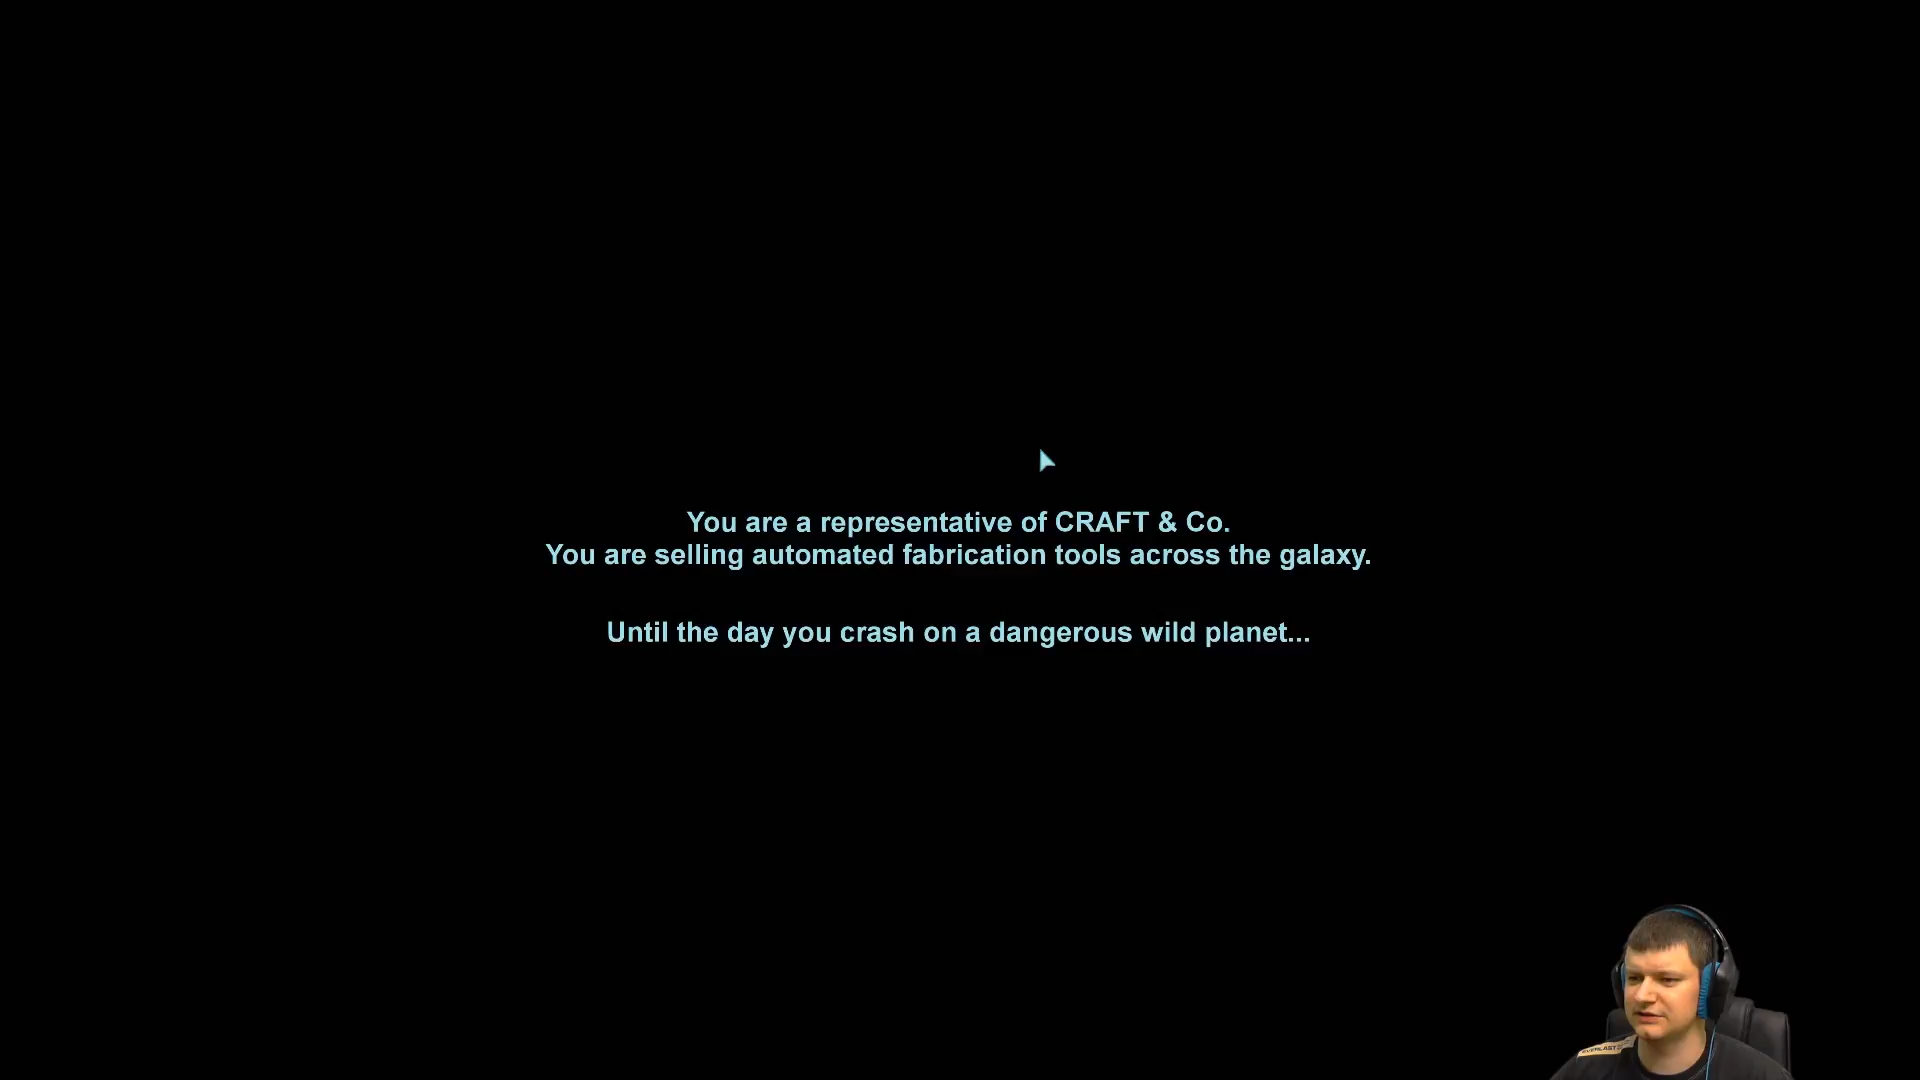 You are a representative of CRAFT & Co.
You are selling automated fabrication tools across the galaxy.
Until the day you crash on a dangerous wild planet...
EVERLAST